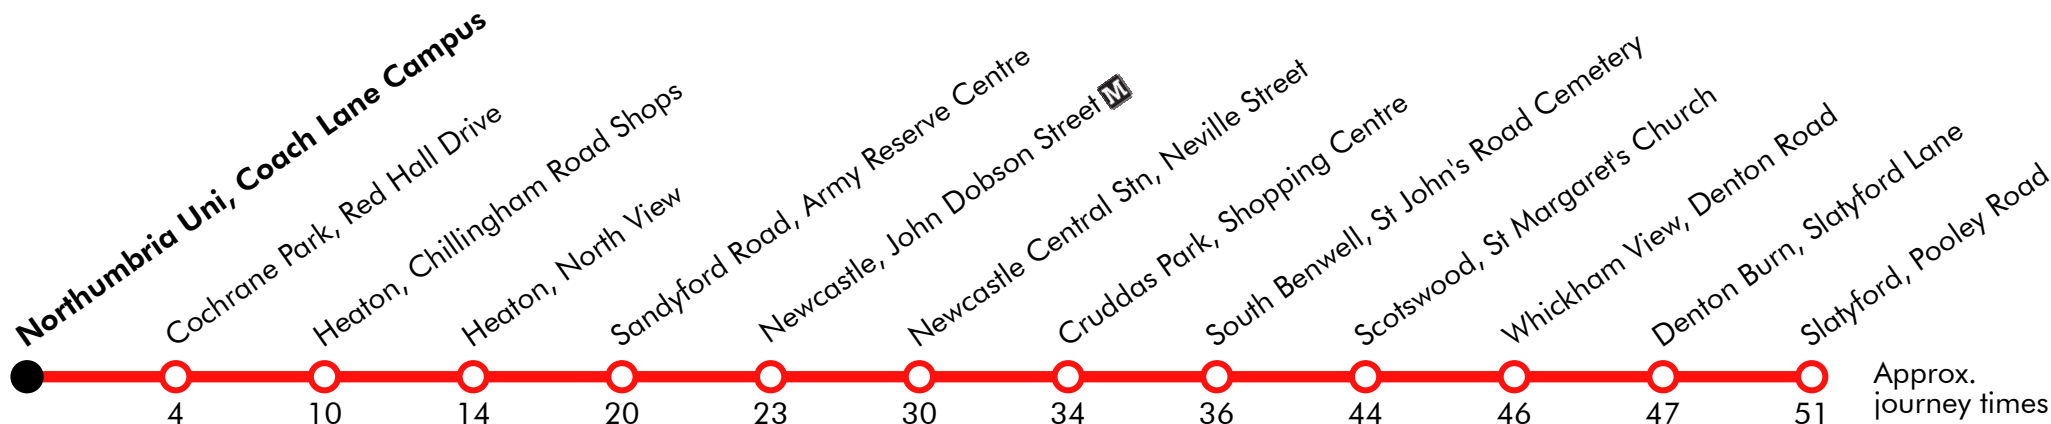 Northumbria Uni, Coach Lane Campus
Cochrane Park, Red Hall Drive
Heaton, Chillingham Road Shops
Heaton, North View
Sandyford Road, Army Reserve Centre
Newcastle, John Dobson Street M
Newcastle Central Stn, Neville Street
Cruddas Park, Shopping Centre
South Benwell, St John's Road Cemetery
Scotswood, St Margaret's Church
Whickham View, Denton Road
Denton Burn, Slatyford Lane
Slatyford, Pooley Road
4 10 14 20 23 30 34 36 44 46 47 51
Approx.
journey times